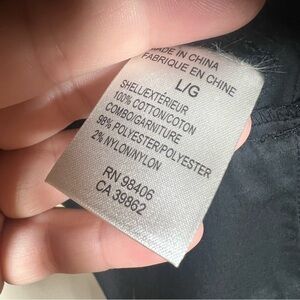 MADE IN CHINA
FABRIQUE EN CHINE
L/G
SHELL/EXTÉRIEUR
100% COTTON/COTON
COMBO/GARNITURE
98% POLYESTER/POLYESTER
2% NYLON/NYLON
RN 98406
CA 39862